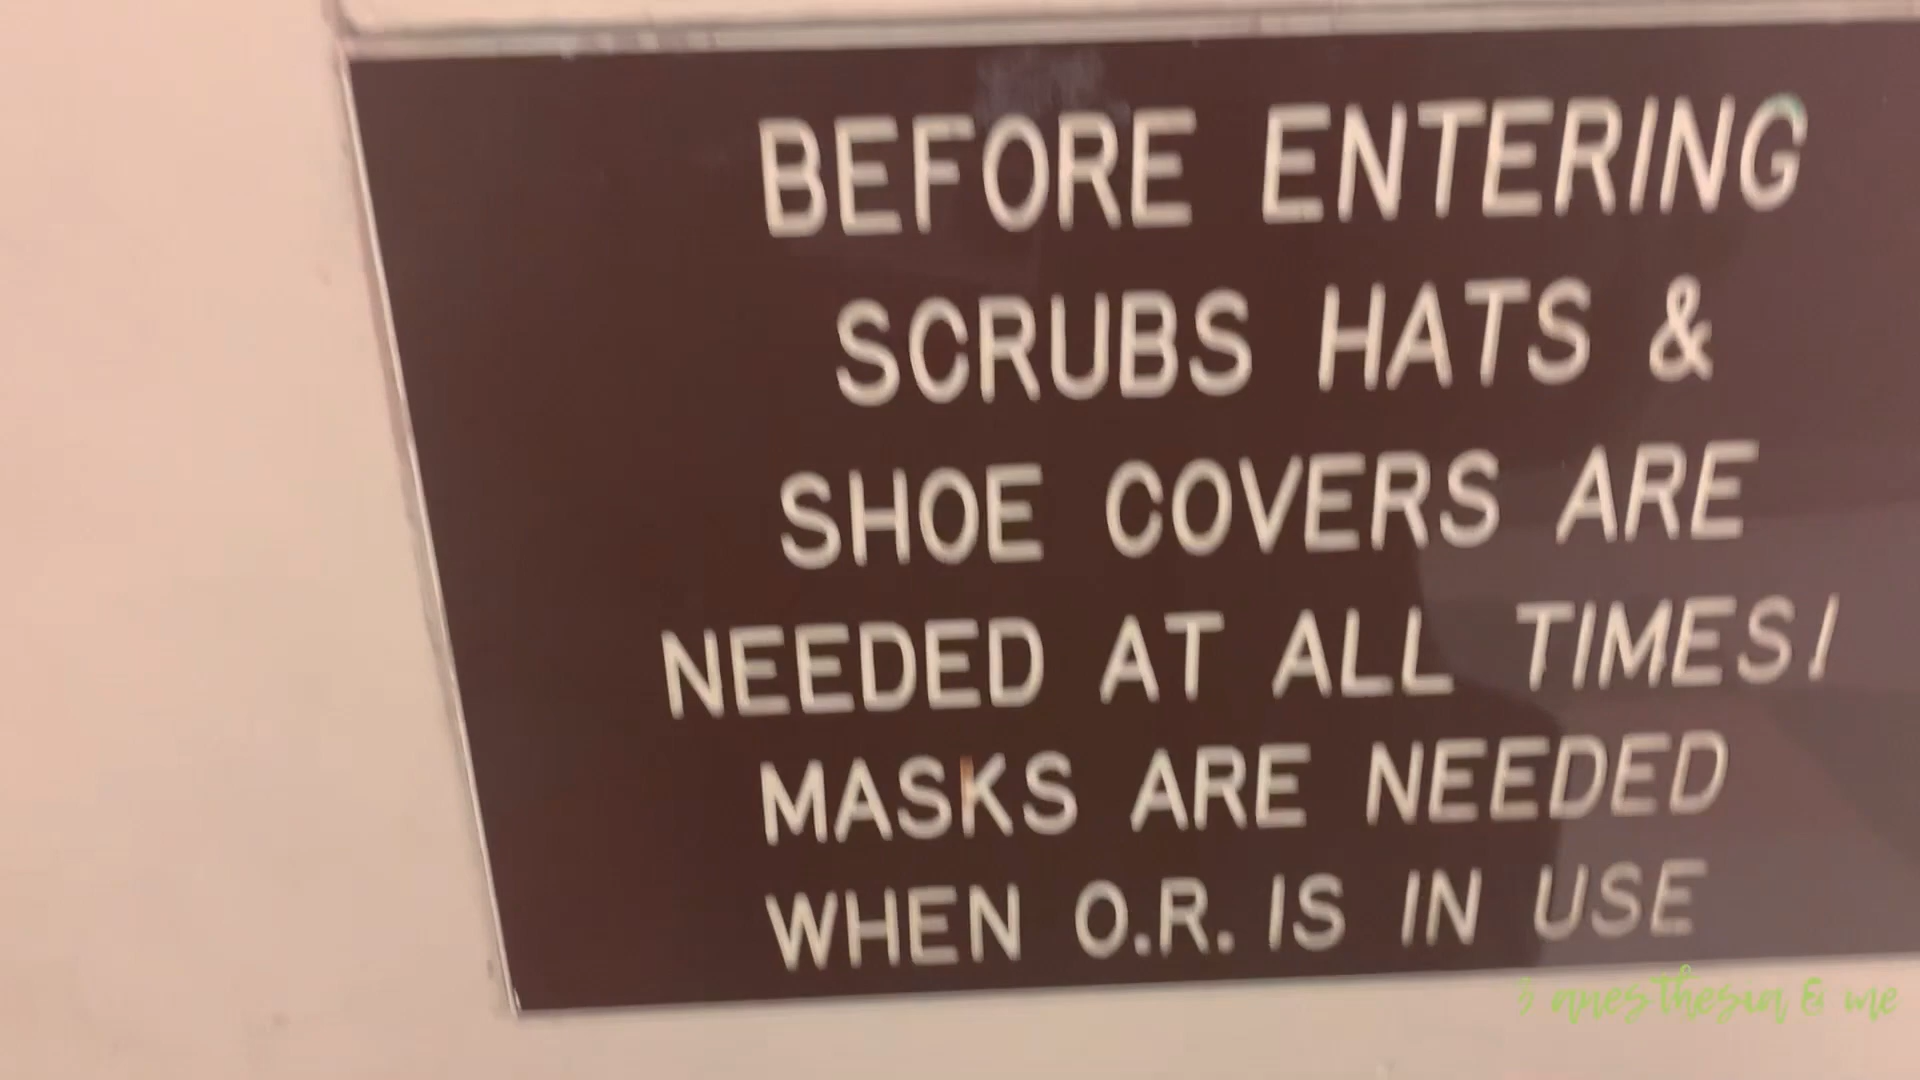 BEFORE ENTERING
SCRUBS HATS &
SHOE COVERS ARE
NEEDED AT ALL TIMES!
MASKS ARE NEEDED
WHEN O.R. IS IN USE
anesthesia & me